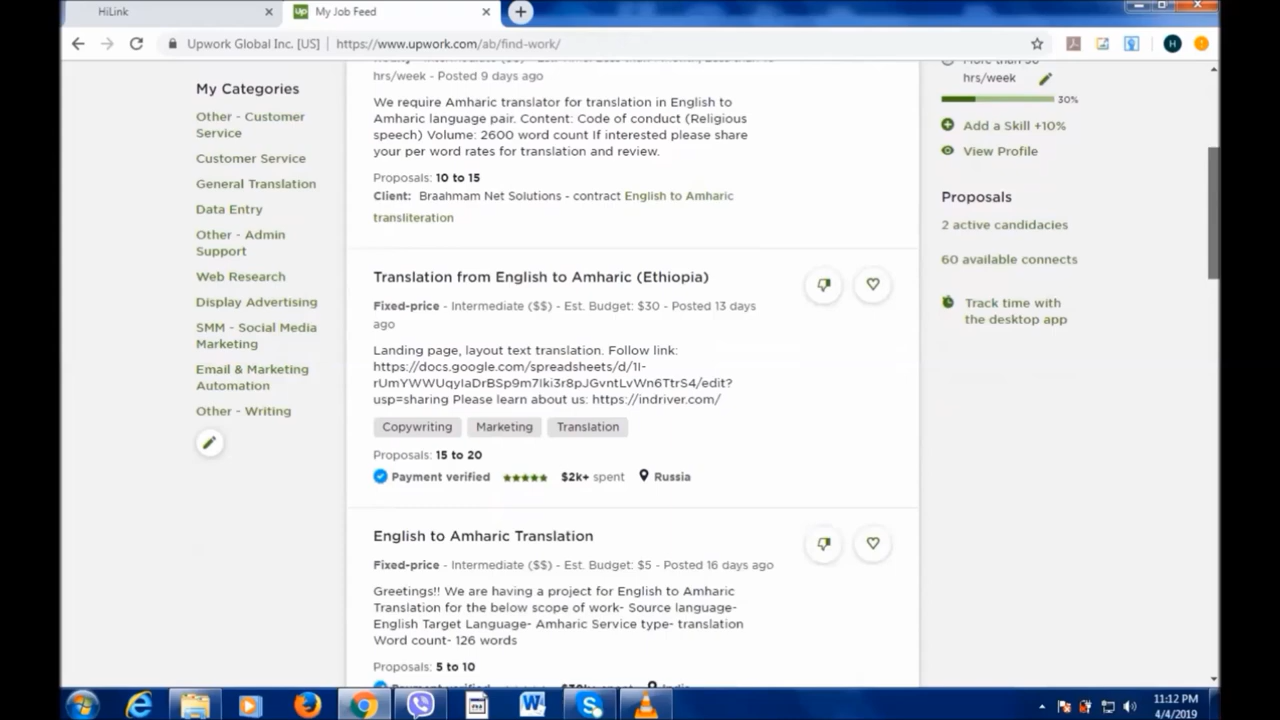 HiLink
My Job Feed
Upwork Global Inc. [US] | https://www.upwork.com/ab/find-work/
My Categories
Other - Customer
Service
Customer Service
General Translation
Data Entry
Other - Admin
Support
Web Research
Display Advertising
SMM - Social Media
Marketing
Email & Marketing
Automation
Other - Writing
hrs/week - Posted 9 days ago
We require Amharic translator for translation in English to
Amharic language pair. Content: Code of conduct (Religious
speech) Volume: 2600 word count If interested please share
your per word rates for translation and review.
Proposals: 10 to 15
Client: Braahmam Net Solutions - contract English to Amharic
transliteration
Translation from English to Amharic (Ethiopia)
Fixed-price - Intermediate ($$) - Est. Budget: $30 - Posted 13 days
ago
Landing page, layout text translation. Follow link:
https://docs.google.com/spreadsheets/d/1I-
rUmYWWUqyIaDrBSp9m7Iki3r8pJGvntLvWn6TtrS4/edit?
usp=sharing Please learn about us: https://indriver.com/
Copywriting Marketing Translation
Proposals: 15 to 20
Payment verified $2k+ spent Russia
English to Amharic Translation
Fixed-price - Intermediate ($$) - Est. Budget: $5 - Posted 16 days ago
Greetings!! We are having a project for English to Amharic
Translation for the below scope of work- Source language-
English Target Language- Amharic Service type- translation
Word count- 126 words
Proposals: 5 to 10
hrs/week
30%
Add a Skill +10%
View Profile
Proposals
2 active candidacies
60 available connects
Track time with
the desktop app
11:12 PM
4/4/2019